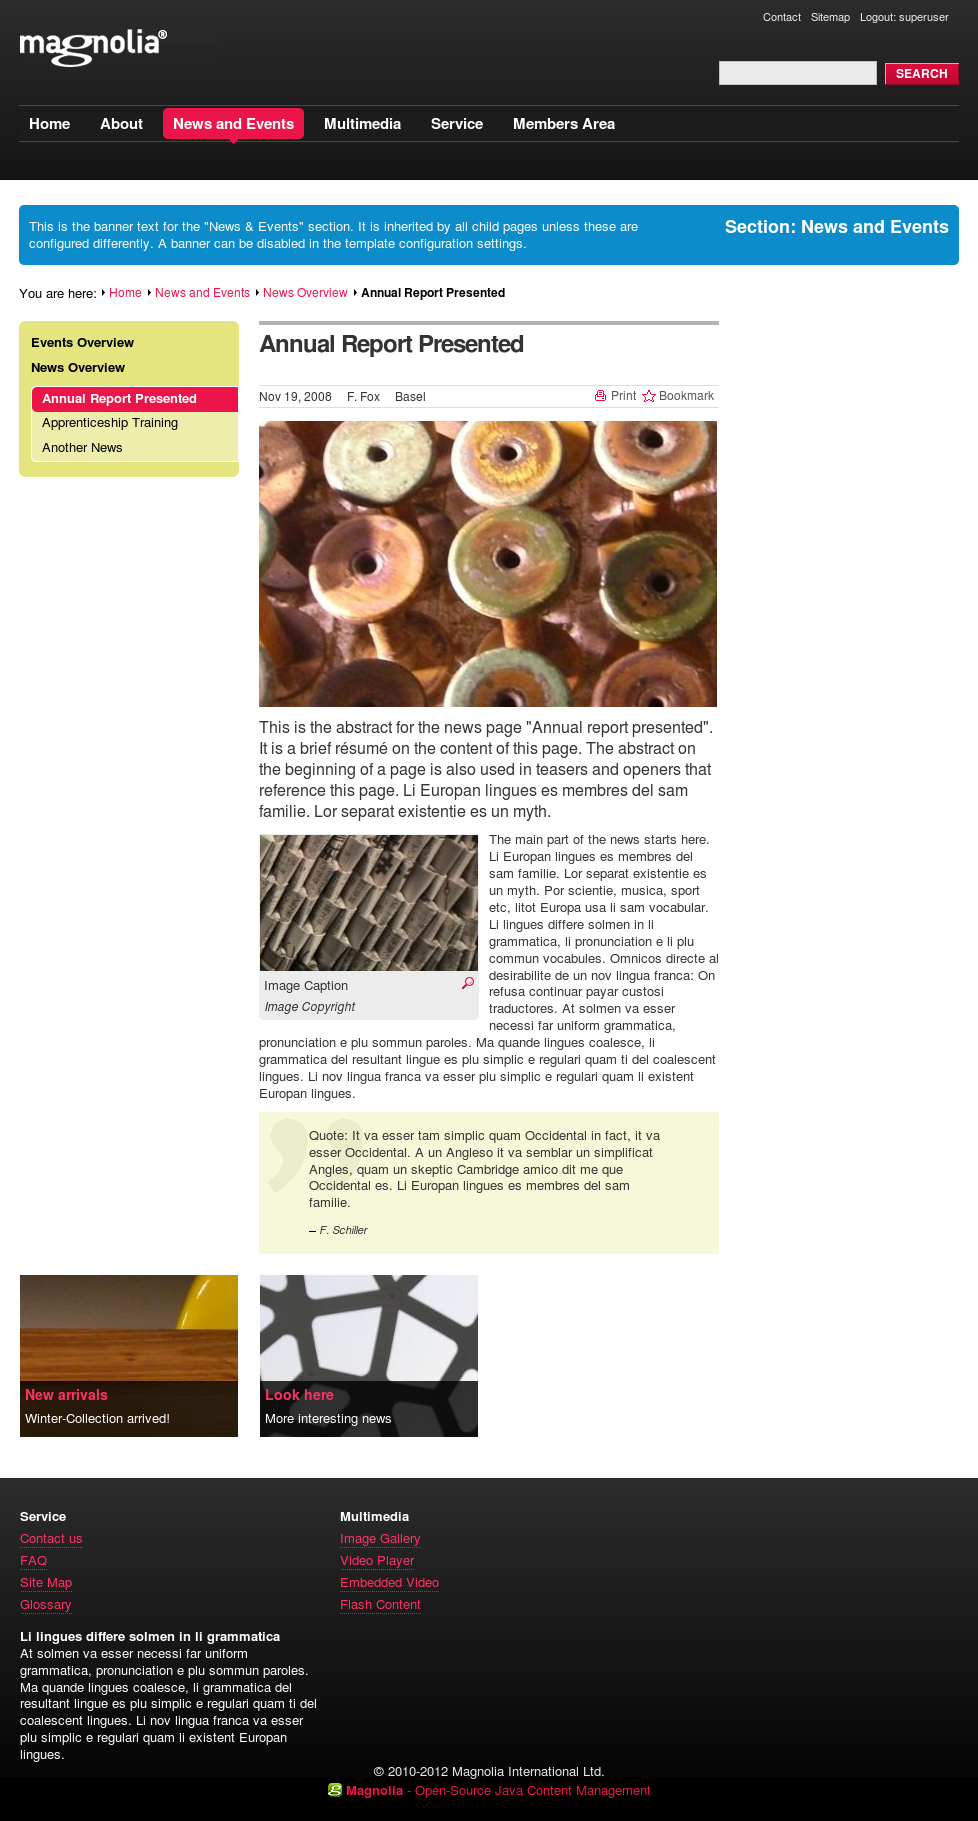 Contact Sitemap Logout: superuser
magnolia®
SEARCH
Home About News and Events Multimedia Service Members Area
This is the banner text for the "News & Events" section. It is inherited by all child pages unless these are
configured differently. A banner can be disabled in the template configuration settings.
Section: News and Events
You are here: Home News and Events News Overview Annual Report Presented
Events Overview
News Overview
Annual Report Presented
Apprenticeship Training
Another News
Annual Report Presented
Nov 19, 2008 F. Fox Basel Print Bookmark
This is the abstract for the news page "Annual report presented".
It is a brief résumé on the content of this page. The abstract on
the beginning of a page is also used in teasers and openers that
reference this page. Li Europan lingues es membres del sam
familie. Lor separat existentie es un myth.
Image Caption
Image Copyright
The main part of the news starts here.
Li Europan lingues es membres del
sam familie. Lor separat existentie es
un myth. Por scientie, musica, sport
etc, litot Europa usa li sam vocabular.
Li lingues differe solmen in li
grammatica, li pronunciation e li plu
commun vocabules. Omnicos directe al
desirabilite de un nov lingua franca: On
refusa continuar payar custosi
traductores. At solmen va esser
necessi far uniform grammatica,
pronunciation e plu sommun paroles. Ma quande lingues coalesce, li
grammatica del resultant lingue es plu simplic e regulari quam ti del coalescent
lingues. Li nov lingua franca va esser plu simplic e regulari quam li existent
Europan lingues.
Quote: It va esser tam simplic quam Occidental in fact, it va
esser Occidental. A un Angleso it va semblar un simplificat
Angles, quam un skeptic Cambridge amico dit me que
Occidental es. Li Europan lingues es membres del sam
familie.
– F. Schiller
New arrivals
Winter-Collection arrived!
Look here
More interesting news
Service
Contact us
FAQ
Site Map
Glossary
Multimedia
Image Gallery
Video Player
Embedded Video
Flash Content
Li lingues differe solmen in li grammatica
At solmen va esser necessi far uniform
grammatica, pronunciation e plu sommun paroles.
Ma quande lingues coalesce, li grammatica del
resultant lingue es plu simplic e regulari quam ti del
coalescent lingues. Li nov lingua franca va esser
plu simplic e regulari quam li existent Europan
lingues.
© 2010-2012 Magnolia International Ltd.
Magnolia - Open-Source Java Content Management